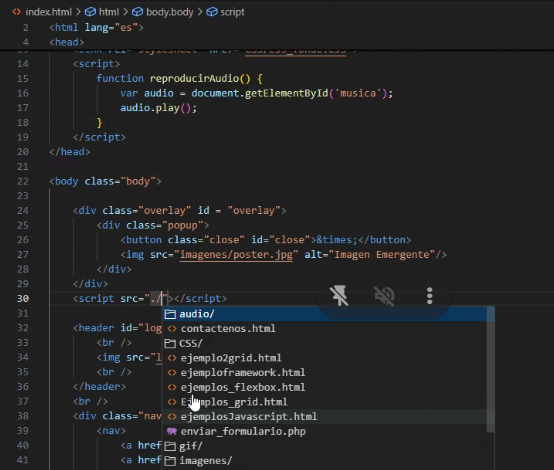 index.html > html > body.body > script
2 <html lang="es">
4 <head>
14 <script>
15 function reproducirAudio() {
16 var audio = document.getElementById('musica');
17 audio.play();
18 }
19 </script>
20 </head>
21
22 <body class="body">
23
24 <div class="overlay" id = "overlay">
25 <div class="popup">
26 <button class="close" id="close">&times;</button>
27 <img src="imagenes/poster.jpg" alt="Imagen Emergente"/>
28 </div>
29 </div>
30 <script src="./"></script>
31 audio/
32 <header id="log contactenos.html
33 <br /> CSS/
34 <img src="l ejemplo2grid.html
35 <br /> ejemploframework.html
36 </header> ejemplos_flexbox.html
37 <br /> Ejemplos_grid.html
38 <div class="nav ejemplosJavascript.html
39 <nav> enviar_formulario.php
40 <a href gif/
41 <a href imagenes/